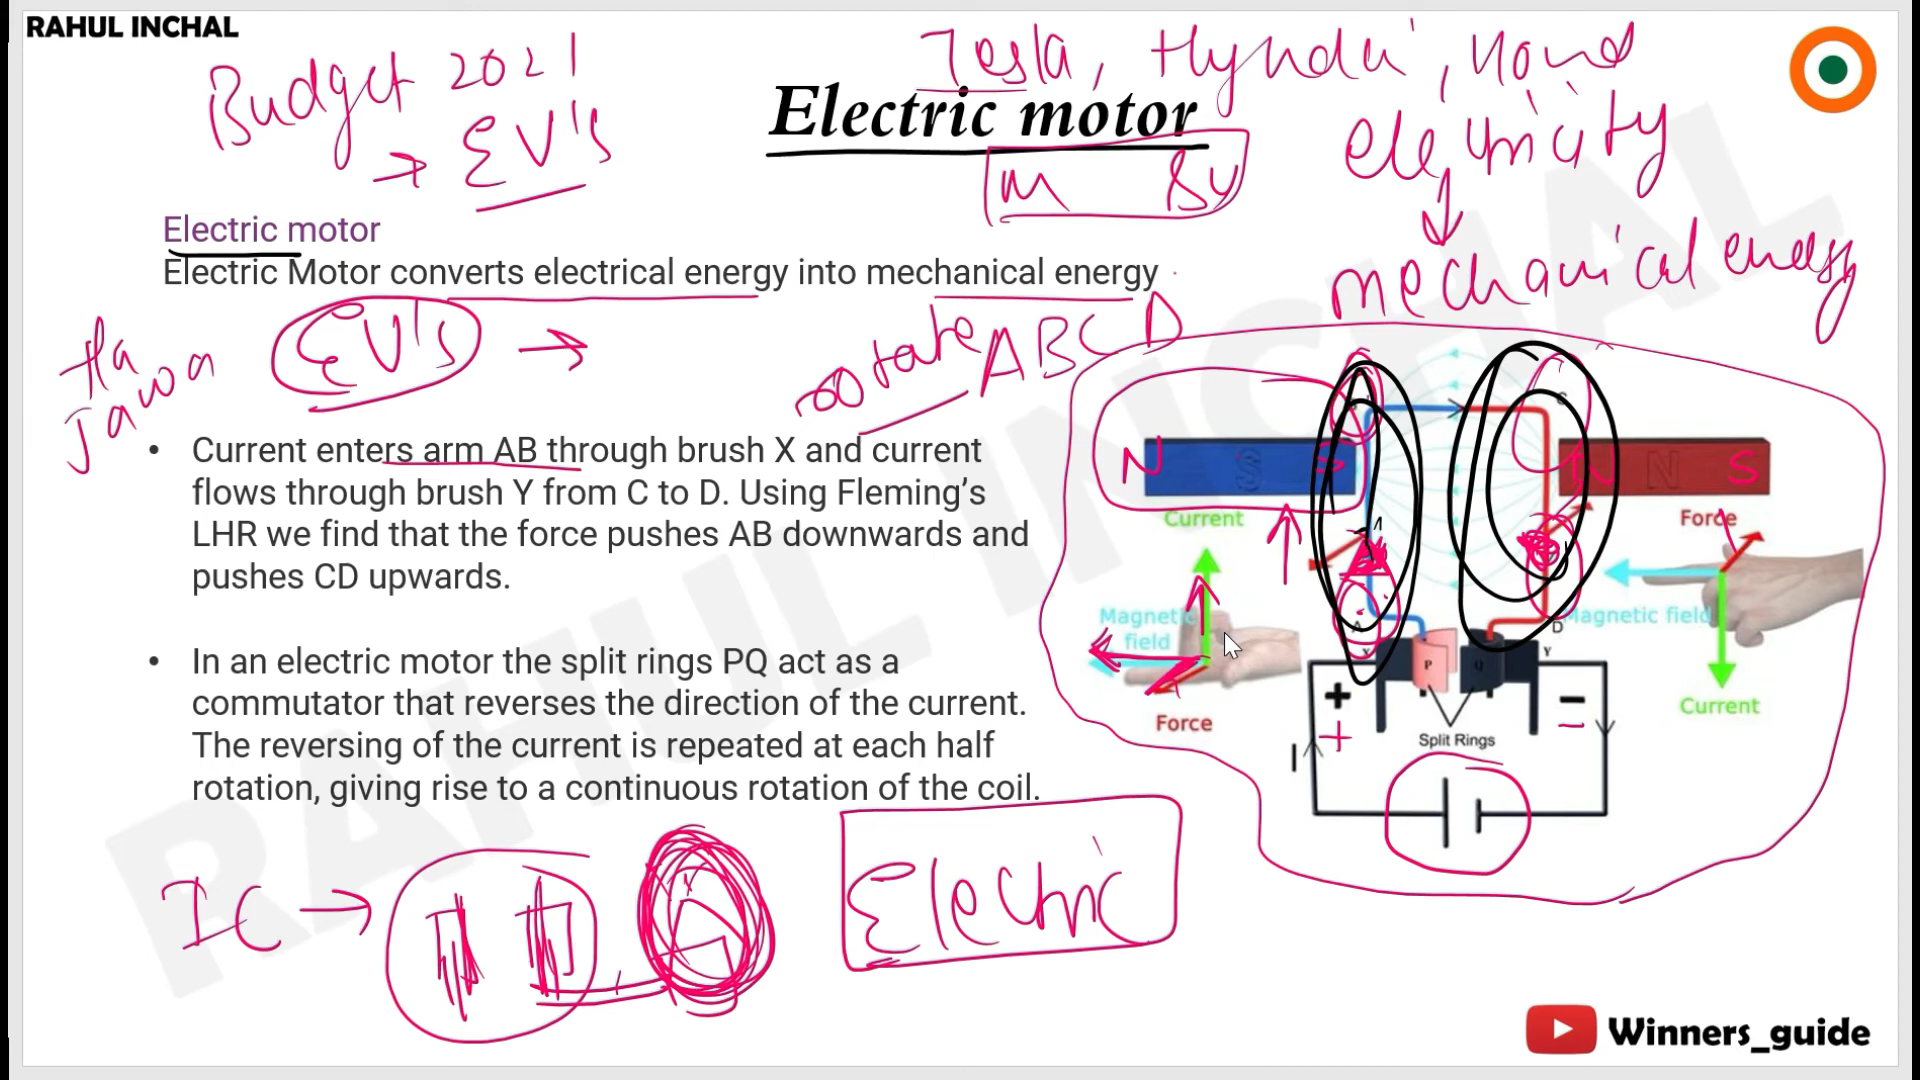 RAHUL INCHAL
Budget 2021
→ EV's
Tesla, Hyndai, Hond
Electric motor
electricity
M
Electric motor
mechanical energy
Electric Motor converts electrical energy into mechanical energy
EV's →
rotate ABCD
Jawa
• Current enters arm AB through brush X and current
flows through brush Y from C to D. Using Fleming's
LHR we find that the force pushes AB downwards and
pushes CD upwards.
• In an electric motor the split rings PQ act as a
commutator that reverses the direction of the current.
The reversing of the current is repeated at each half
rotation, giving rise to a continuous rotation of the coil.
C
N S S
N N S
Current
Force
A
Magnetic
field
Magnetic field
A D
X P Q Y
+ −
+ −
Force
Current
Split Rings
I
IC →
Electric
Winners_guide
RAHUL INCHAL